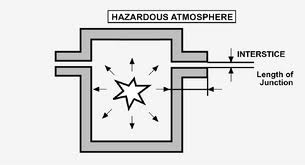 HAZARDOUS ATMOSPHERE
INTERSTICE
Length of
Junction